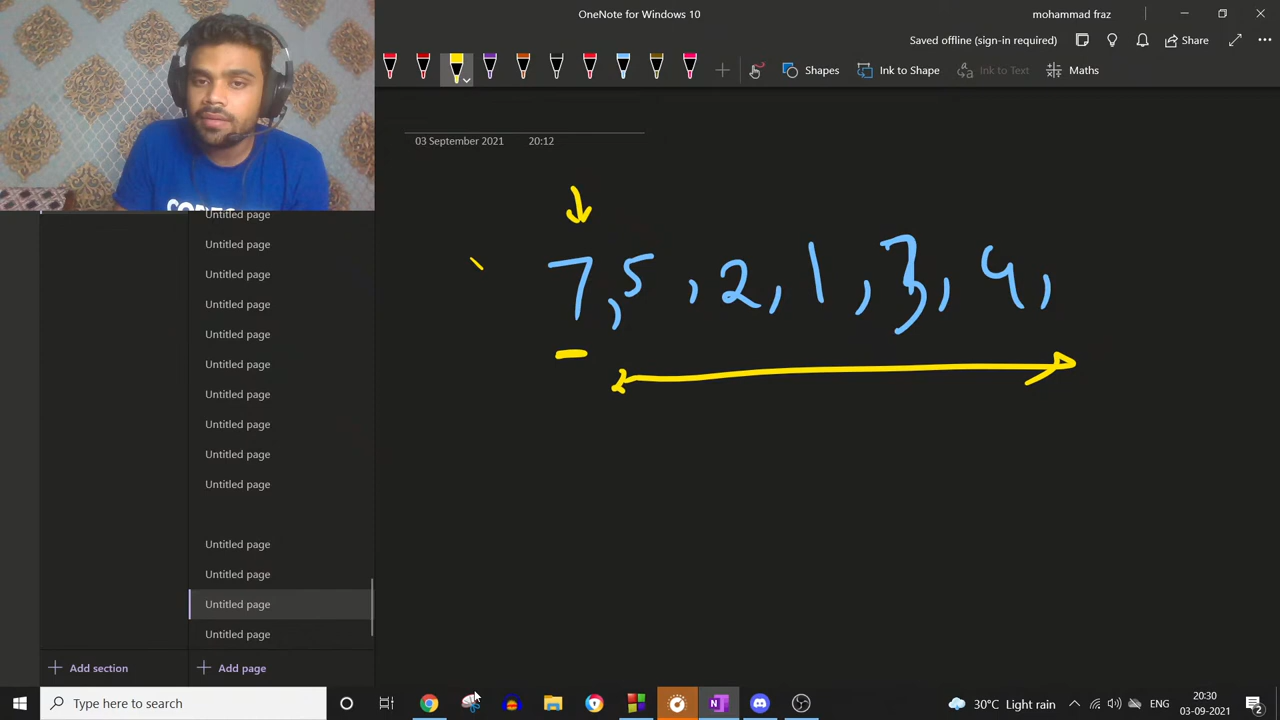 OneNote for Windows 10
mohammad fraz
Saved offline (sign-in required)
Share
Shapes
Ink to Shape
Ink to Text
Maths
03 September 2021 20:12
7, 5, 2, 1, 3, 4,
Untitled page
Untitled page
Untitled page
Untitled page
Untitled page
Untitled page
Untitled page
Untitled page
Untitled page
Untitled page
Untitled page
Untitled page
Untitled page
Untitled page
Add section
Add page
Type here to search
30°C Light rain
ENG
20:30
03-09-2021
2